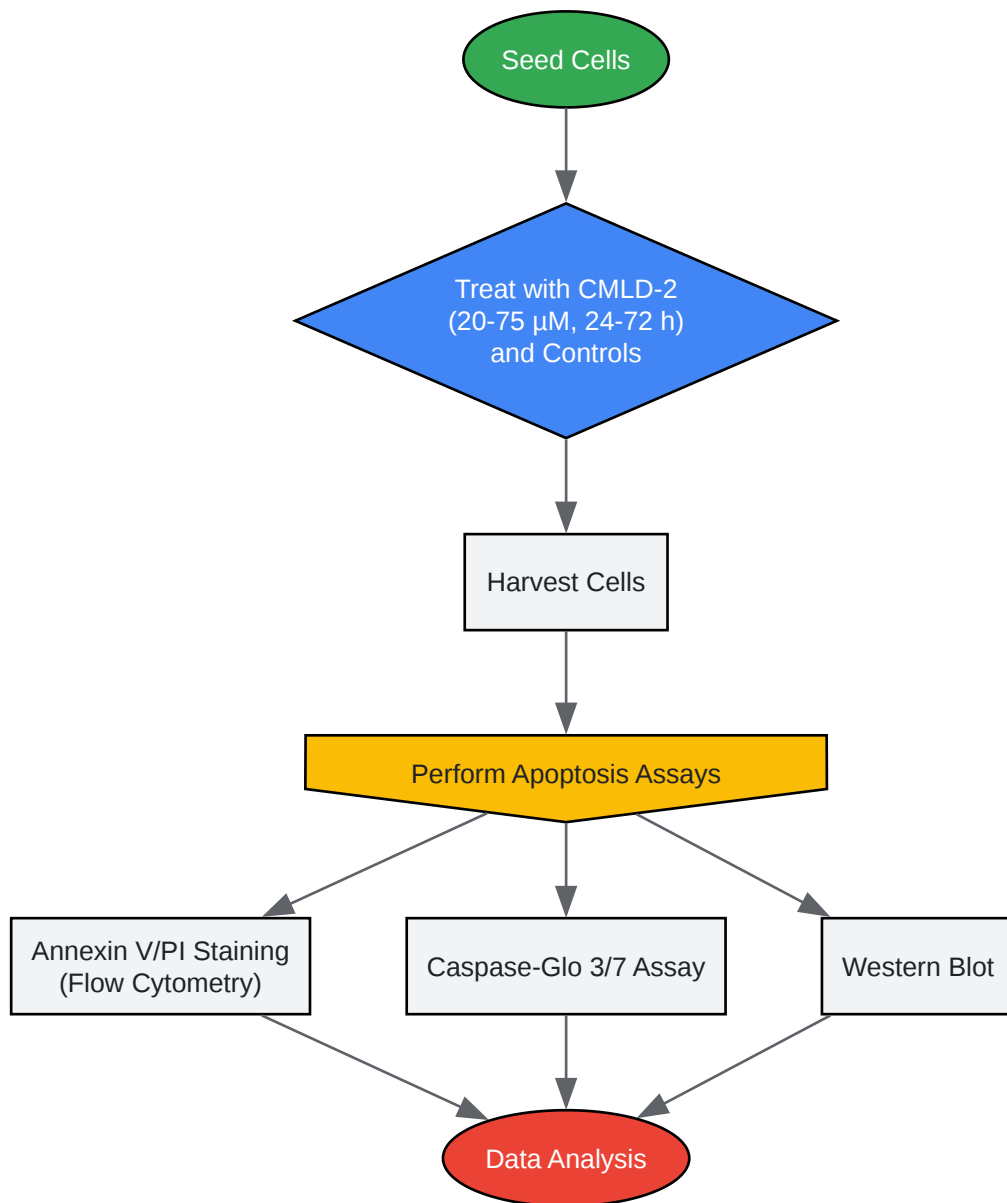 Seed Cells
Treat with CMLD-2
(20-75 µM, 24-72 h)
and Controls
Harvest Cells
Perform Apoptosis Assays
Annexin V/PI Staining
(Flow Cytometry)
Caspase-Glo 3/7 Assay
Western Blot
Data Analysis